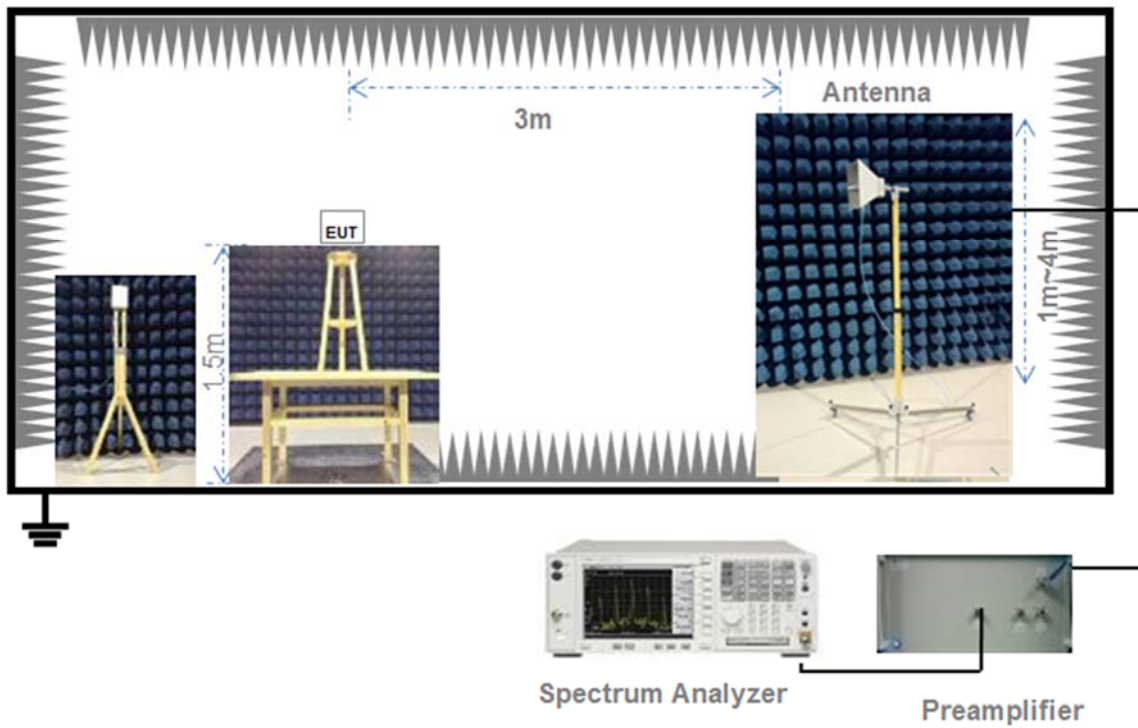 Antenna
3m
EUT
1.5m
1m~4m
Spectrum Analyzer
Preamplifier